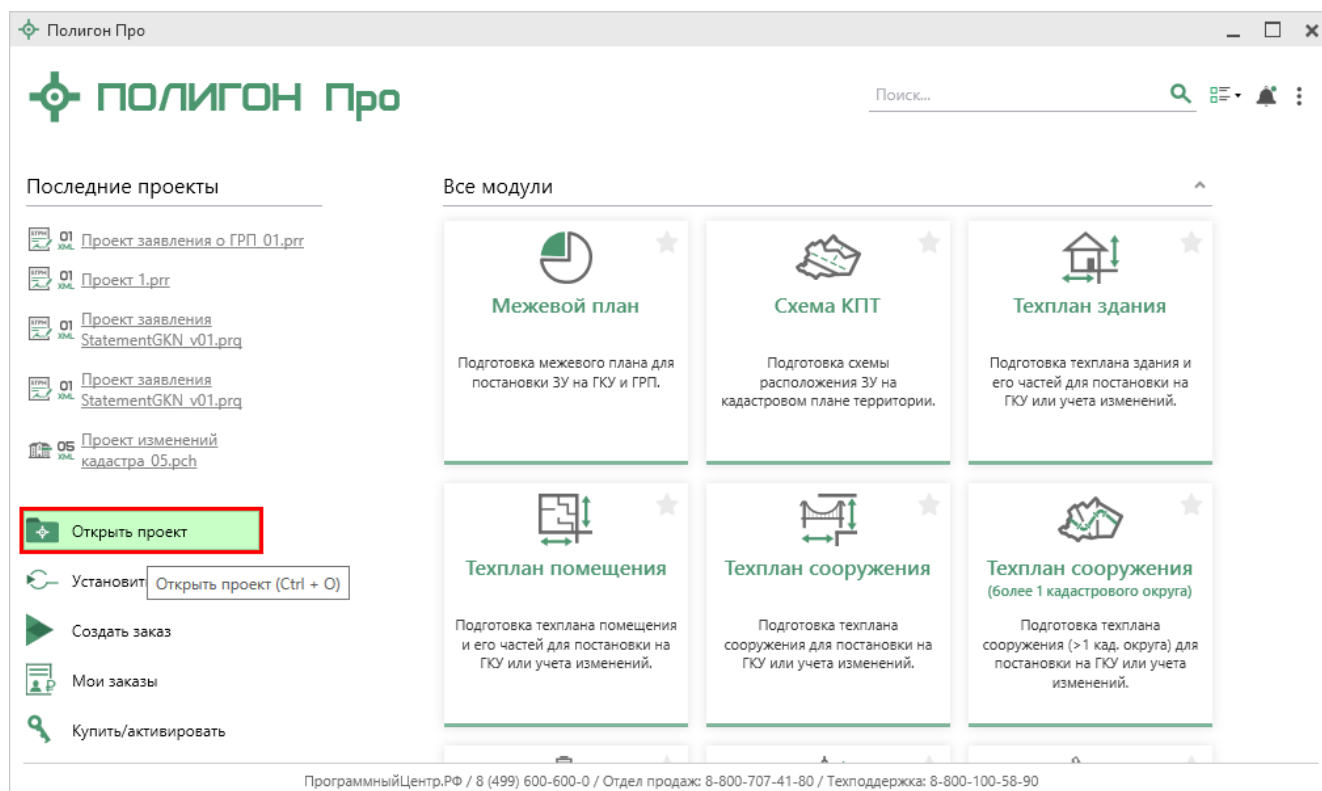 Полигон Про
ПОЛИГОН Про
Поиск...
Последние проекты
ЕГРН 01 XML Проект заявления о ГРП_01.prr
ЕГРН 01 XML Проект 1.prr
ЕГРН 01 XML Проект заявления
StatementGKN_v01.prq
ЕГРН 01 XML Проект заявления
StatementGKN_v01.prq
05 XML Проект изменений
кадастра_05.pch
Открыть проект
Установит
Открыть проект (Ctrl + O)
Создать заказ
Мои заказы
Купить/активировать
Все модули
Межевой план
Подготовка межевого плана для
постановки ЗУ на ГКУ и ГРП.
Схема КПТ
Подготовка схемы
расположения ЗУ на
кадастровом плане территории.
Техплан здания
Подготовка техплана здания и
его частей для постановки на
ГКУ или учета изменений.
Техплан помещения
Подготовка техплана помещения
и его частей для постановки на
ГКУ или учета изменений.
Техплан сооружения
Подготовка техплана
сооружения для постановки на
ГКУ или учета изменений.
Техплан сооружения
(более 1 кадастрового округа)
Подготовка техплана
сооружения (>1 кад. округа) для
постановки на ГКУ или учета
изменений.
ПрограммныйЦентр.РФ / 8 (499) 600-600-0 / Отдел продаж: 8-800-707-41-80 / Техподдержка: 8-800-100-58-90